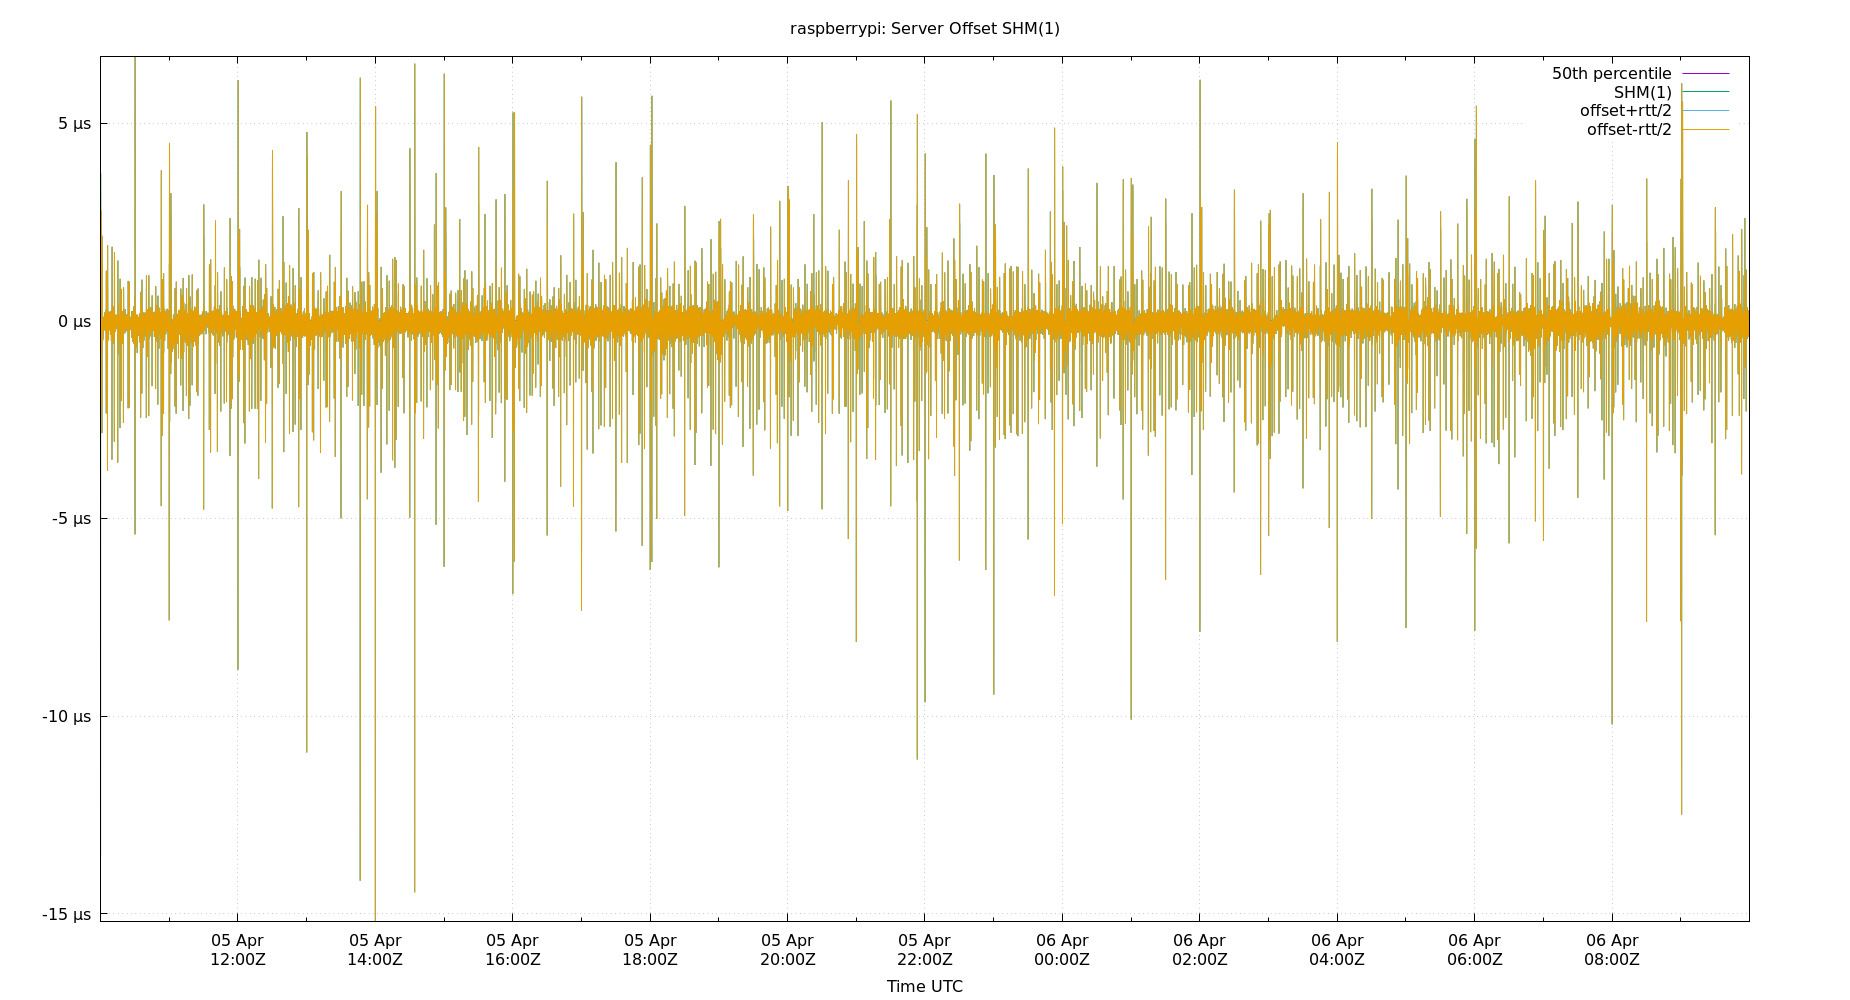 raspberrypi: Server Offset SHM(1)
50th percentile
SHM(1)
offset+rtt/2
offset-rtt/2
5 µs
0 µs
-5 µs
-10 µs
-15 µs
05 Apr 05 Apr 05 Apr 05 Apr 05 Apr 05 Apr 06 Apr 06 Apr 06 Apr 06 Apr 06 Apr
12:00Z 14:00Z 16:00Z 18:00Z 20:00Z 22:00Z 00:00Z 02:00Z 04:00Z 06:00Z 08:00Z
Time UTC